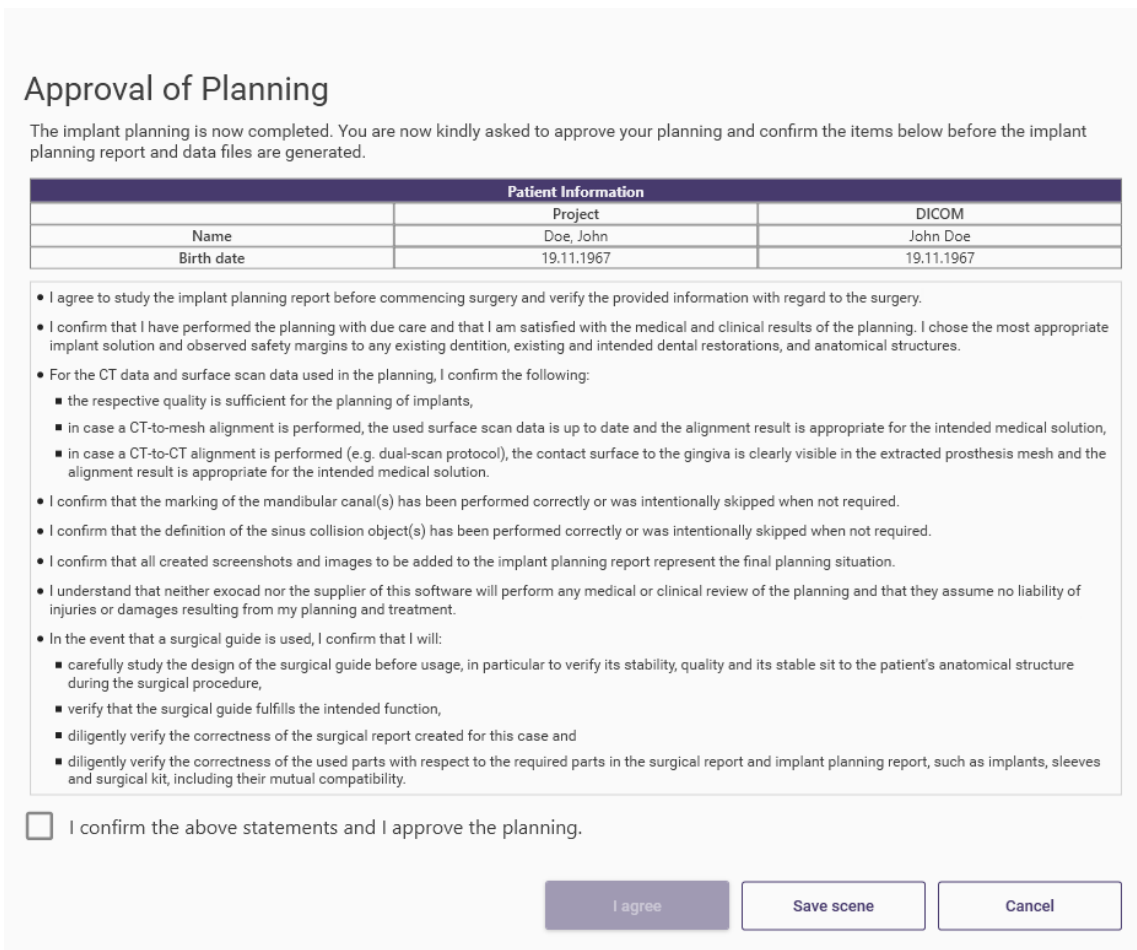 Approval of Planning
The implant planning is now completed. You are now kindly asked to approve your planning and confirm the items below before the implant
planning report and data files are generated.
Patient Information
Project DICOM
Name Doe, John John Doe
Birth date 19.11.1967 19.11.1967
• I agree to study the implant planning report before commencing surgery and verify the provided information with regard to the surgery.
• I confirm that I have performed the planning with due care and that I am satisfied with the medical and clinical results of the planning. I chose the most appropriate
implant solution and observed safety margins to any existing dentition, existing and intended dental restorations, and anatomical structures.
• For the CT data and surface scan data used in the planning, I confirm the following:
▪ the respective quality is sufficient for the planning of implants,
▪ in case a CT-to-mesh alignment is performed, the used surface scan data is up to date and the alignment result is appropriate for the intended medical solution,
▪ in case a CT-to-CT alignment is performed (e.g. dual-scan protocol), the contact surface to the gingiva is clearly visible in the extracted prosthesis mesh and the
alignment result is appropriate for the intended medical solution.
• I confirm that the marking of the mandibular canal(s) has been performed correctly or was intentionally skipped when not required.
• I confirm that the definition of the sinus collision object(s) has been performed correctly or was intentionally skipped when not required.
• I confirm that all created screenshots and images to be added to the implant planning report represent the final planning situation.
• I understand that neither exocad nor the supplier of this software will perform any medical or clinical review of the planning and that they assume no liability of
injuries or damages resulting from my planning and treatment.
• In the event that a surgical guide is used, I confirm that I will:
▪ carefully study the design of the surgical guide before usage, in particular to verify its stability, quality and its stable sit to the patient's anatomical structure
during the surgical procedure,
▪ verify that the surgical guide fulfills the intended function,
▪ diligently verify the correctness of the surgical report created for this case and
▪ diligently verify the correctness of the used parts with respect to the required parts in the surgical report and implant planning report, such as implants, sleeves
and surgical kit, including their mutual compatibility.
I confirm the above statements and I approve the planning.
I agree Save scene Cancel